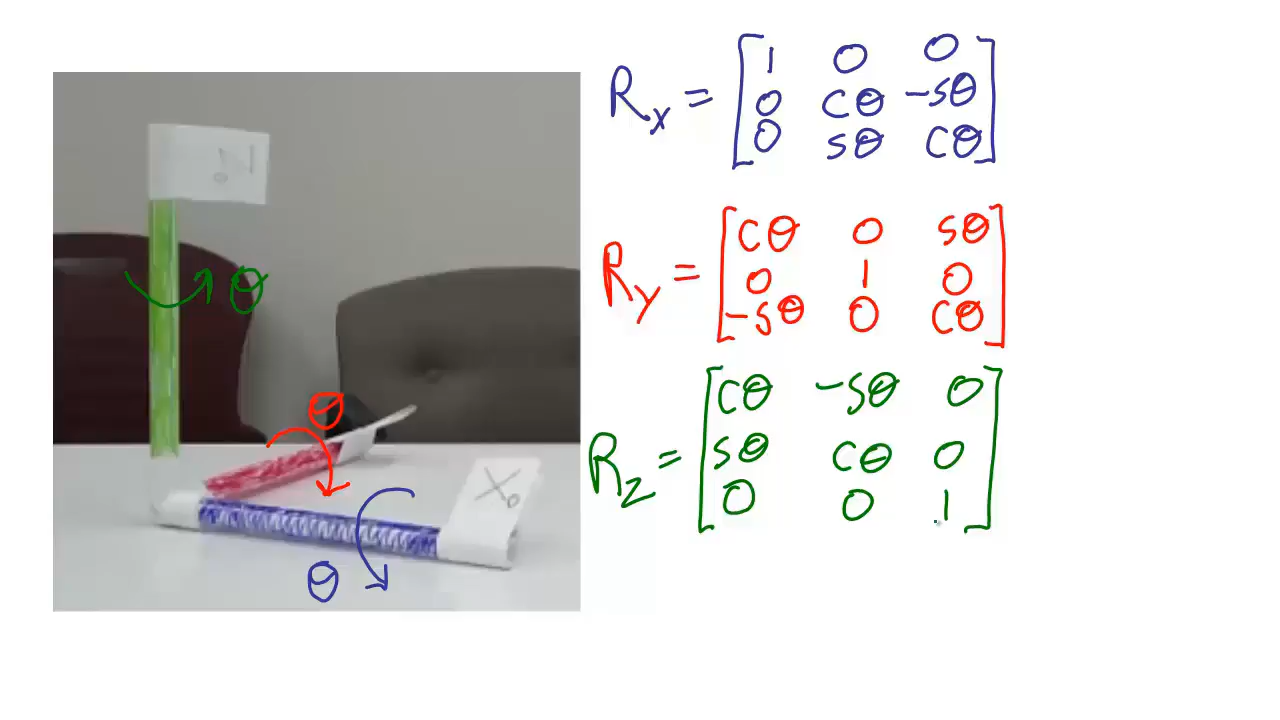 Z0
θ
θ
X0
θ
Rx = [1 0 0
0 cθ -sθ
0 sθ cθ]
Ry = [cθ 0 sθ
0 1 0
-sθ 0 cθ]
Rz = [cθ -sθ 0
sθ cθ 0
0 0 1]